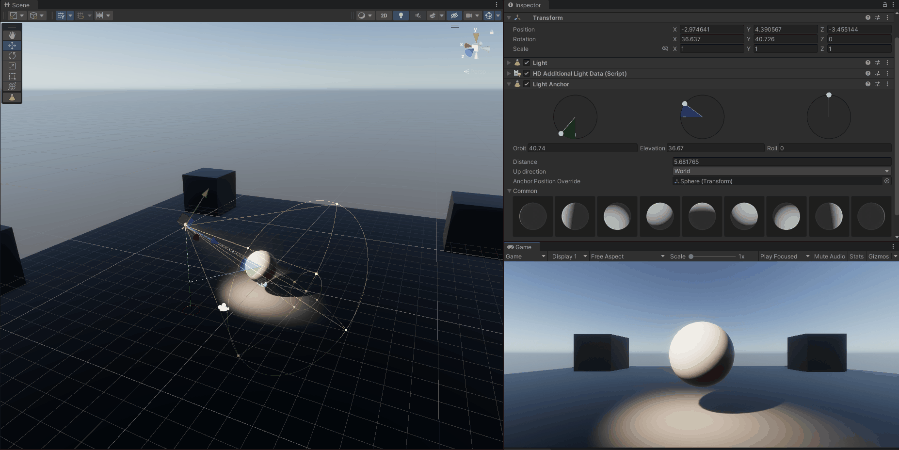 Scene
Inspector
2D
Transform
Position X -2.974641 Y 4.390567 Z -3.455144
Rotation X 36.637 Y 40.726 Z 0
Scale X 1 Y 1 Z 1
Light
HD Additional Light Data (Script)
Light Anchor
Orbit 40.74 Elevation 36.67 Roll 0
Distance 5.681765
Up direction World
Anchor Position Override Sphere (Transform)
Common
Game
Game Display 1 Free Aspect Scale 1x Play Focused Mute Audio Stats Gizmos